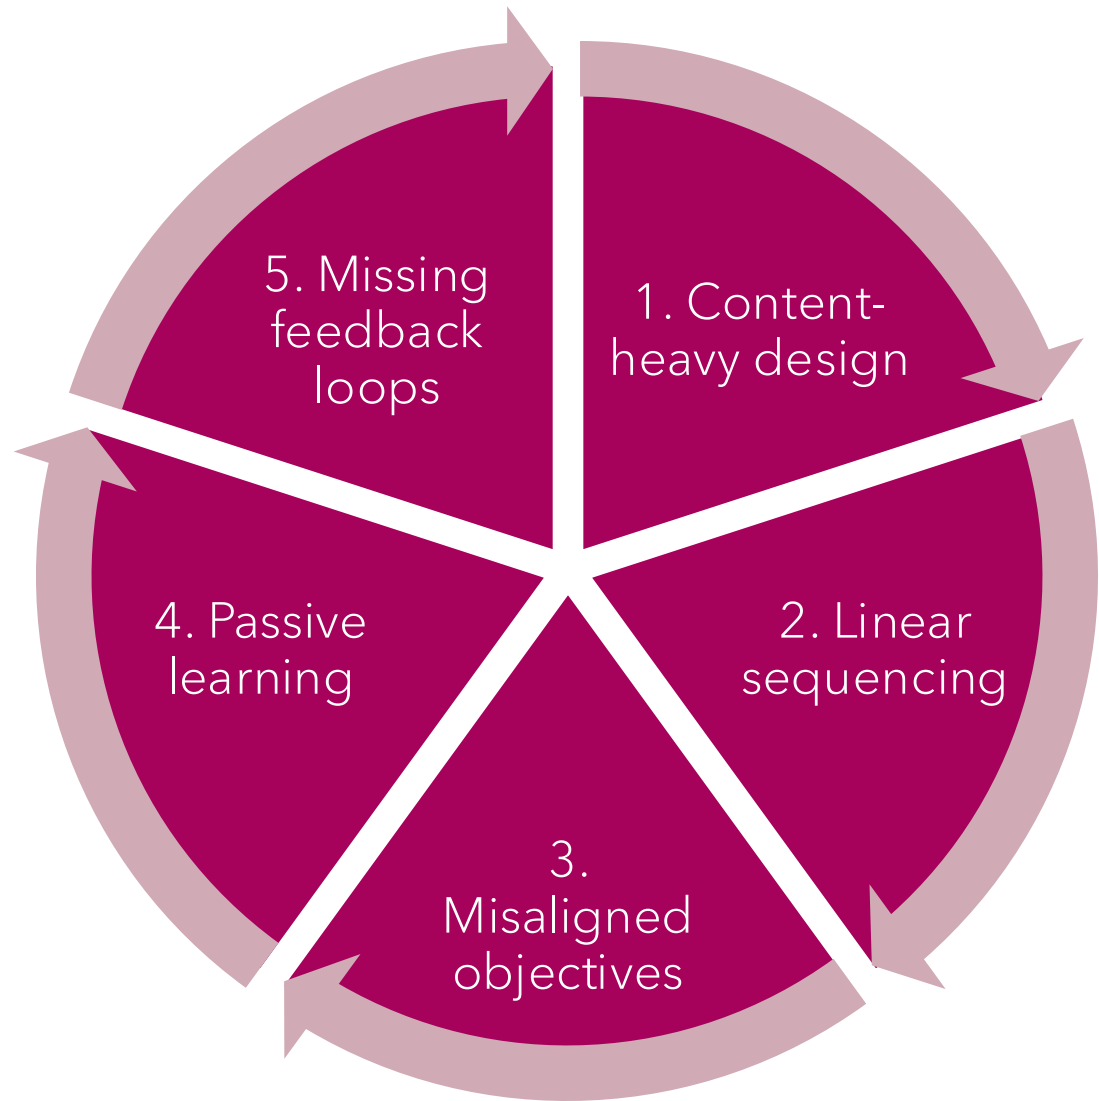 1. Content-
heavy design
2. Linear
sequencing
3.
Misaligned
objectives
4. Passive
learning
5. Missing
feedback
loops